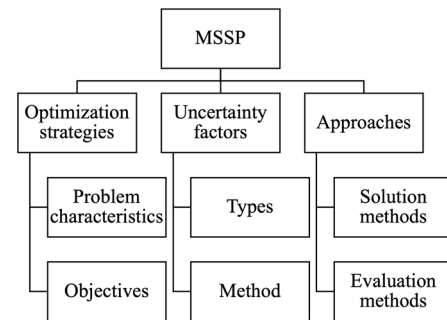 MSSP
Optimization
strategies
Uncertainty
factors
Approaches
Problem
characteristics
Types
Solution
methods
Objectives
Method
Evaluation
methods